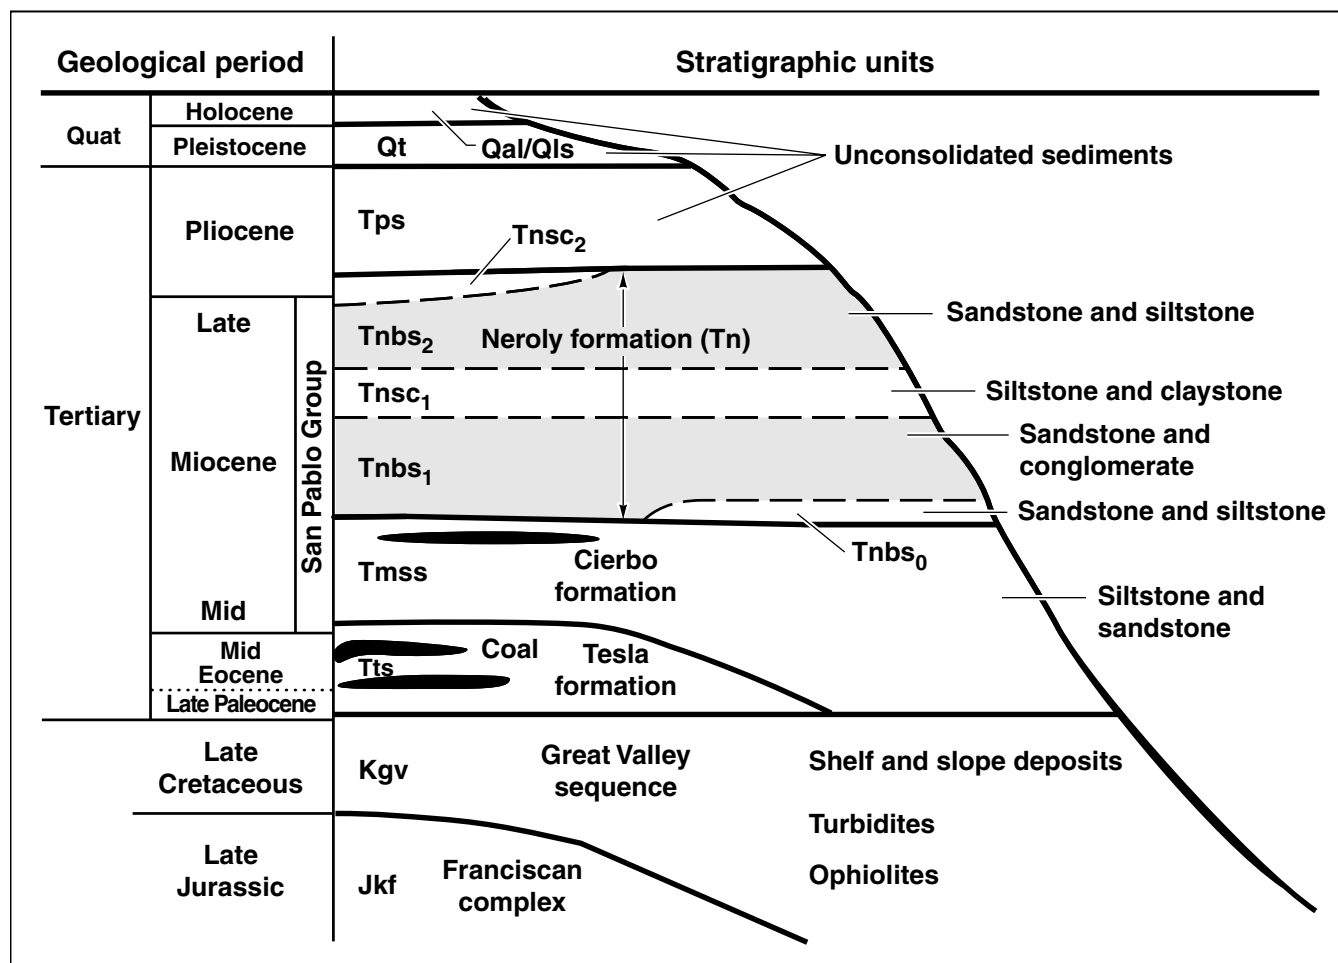 Geological period
Stratigraphic units
Quat
Holocene
Pleistocene
Qt
Qal/Qls
Unconsolidated sediments
Tertiary
Pliocene
Tps
Tnsc2
Late
Miocene
Mid
San Pablo Group
Tnbs2
Neroly formation (Tn)
Sandstone and siltstone
Tnsc1
Siltstone and claystone
Tnbs1
Sandstone and
conglomerate
Sandstone and siltstone
Tnbs0
Tmss
Cierbo
formation
Siltstone and
sandstone
Mid
Eocene
Late Paleocene
Tts
Coal
Tesla
formation
Late
Cretaceous
Kgv
Great Valley
sequence
Shelf and slope deposits
Turbidites
Ophiolites
Late
Jurassic
Jkf
Franciscan
complex